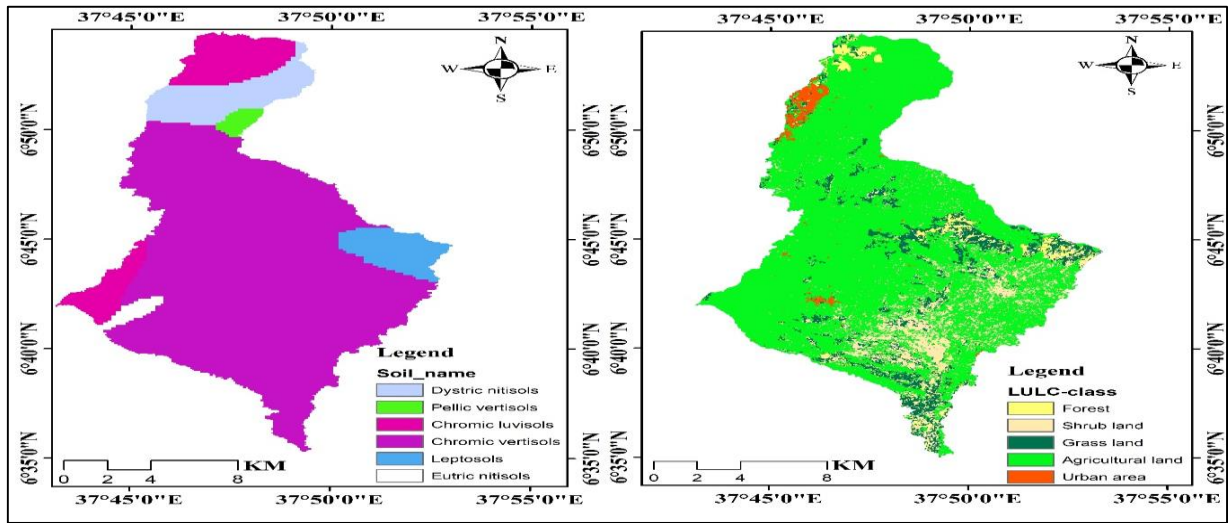 37°45'0"E 37°50'0"E 37°55'0"E
N
W E
S
6°50'0"N
6°45'0"N
6°40'0"N
6°35'0"N
Legend
Soil_name
Dystric nitisols
Pellic vertisols
Chromic luvisols
Chromic vertisols
Leptosols
Eutric nitisols
0 2 4 8 KM
37°45'0"E 37°50'0"E 37°55'0"E
6°50'0"N
6°45'0"N
6°40'0"N
6°35'0"N
37°45'0"E 37°50'0"E 37°55'0"E
N
W E
S
6°50'0"N
6°45'0"N
6°40'0"N
6°35'0"N
Legend
LULC-class
Forest
Shrub land
Grass land
Agricultural land
Urban area
0 2 4 8 KM
37°45'0"E 37°50'0"E 37°55'0"E
6°50'0"N
6°45'0"N
6°40'0"N
6°35'0"N